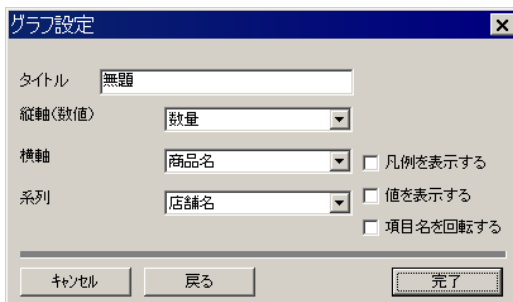 グラフ設定
タイトル 無題
縦軸(数値) 数量
横軸 商品名 凡例を表示する
系列 店舗名 値を表示する
項目名を回転する
キャンセル 戻る 完了